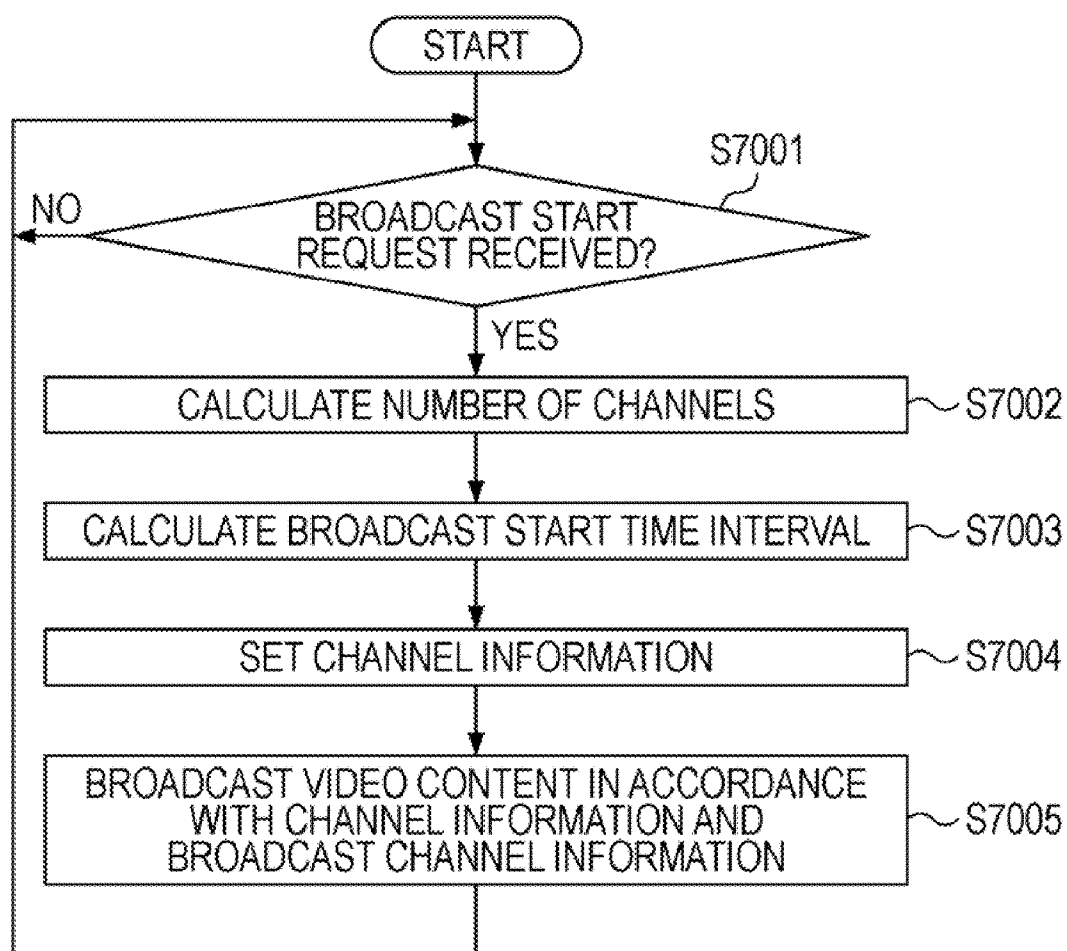 START
S7001
NO
BROADCAST START
REQUEST RECEIVED?
YES
CALCULATE NUMBER OF CHANNELS
S7002
CALCULATE BROADCAST START TIME INTERVAL
S7003
SET CHANNEL INFORMATION
S7004
BROADCAST VIDEO CONTENT IN ACCORDANCE
WITH CHANNEL INFORMATION AND
BROADCAST CHANNEL INFORMATION
S7005